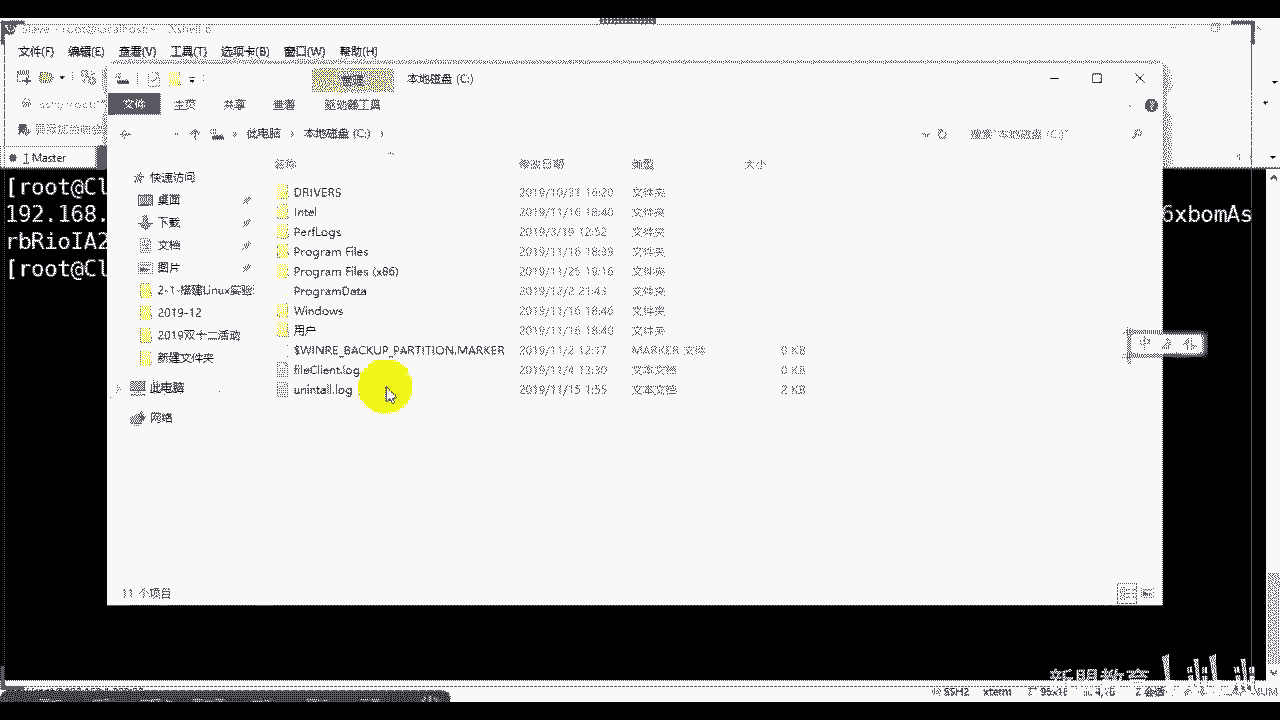 文件(F) 编辑(E) 查看(V) 工具(T) 选项卡(B) 窗口(W) 帮助(H)
管理 本地磁盘 (C:)
文件 主页 共享 查看 驱动器工具
此电脑 本地磁盘 (C:) 搜索"本地磁盘 (C:)"
1 Master
名称 修改日期 类型 大小
快速访问
桌面
下载
文档
图片
2-1-搭建Linux实验
2019-12
2019双十二活动
新建文件夹
此电脑
网络
DRIVERS 2019/10/31 16:20 文件夹
Intel 2019/11/16 18:40 文件夹
PerfLogs 2019/3/19 12:52 文件夹
Program Files 文件夹
Program Files (x86) 2019/11/25 19:16 文件夹
ProgramData 2019/12/2 21:43 文件夹
Windows 文件夹
用户 2019/11/16 18:40 文件夹
$WINRE_BACKUP_PARTITION.MARKER 2019/11/2 12:17 MARKER 文件 0 KB
fileClient.log 2019/11/4 13:30 文本文档 0 KB
unintall.log 2019/11/15 1:55 文本文档 2 KB
[root@Cl
192.168. 6xbomAs
rbRioIA2
[root@Cl
中
11 个项目
新盟教育
SSH2 xterm NUM